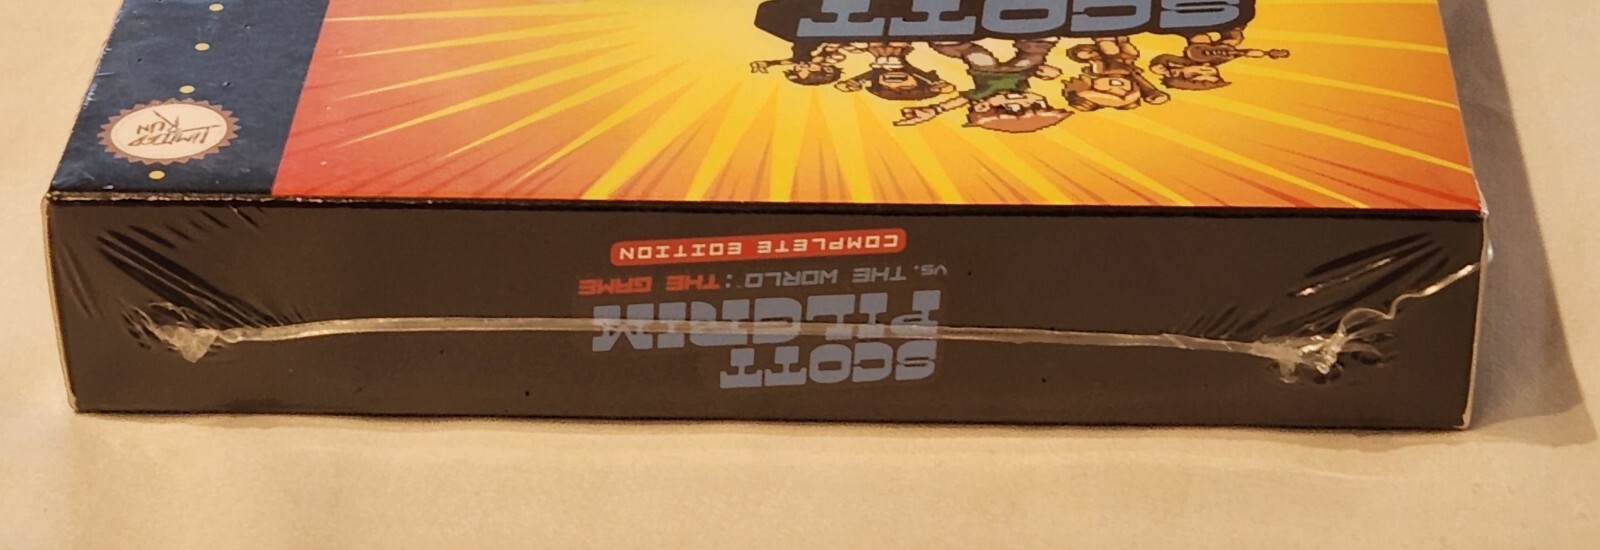 SCOTT
LIMITED
RUN
SCOTT
PILGRIM
VS. THE WORLD: THE GAME
COMPLETE EDITION